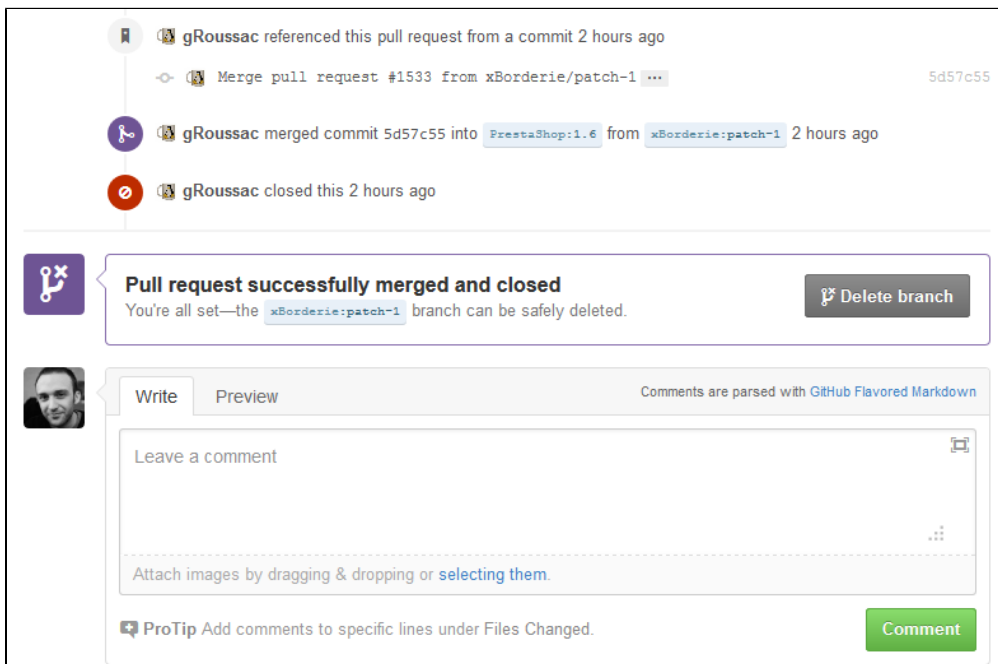 gRoussac referenced this pull request from a commit 2 hours ago
Merge pull request #1533 from xBorderie/patch-1 ... 5d57c55
gRoussac merged commit 5d57c55 into PrestaShop:1.6 from xBorderie:patch-1 2 hours ago
gRoussac closed this 2 hours ago
Pull request successfully merged and closed
You're all set—the xBorderie:patch-1 branch can be safely deleted.
Delete branch
Write Preview Comments are parsed with GitHub Flavored Markdown
Leave a comment
Attach images by dragging & dropping or selecting them.
ProTip Add comments to specific lines under Files Changed.
Comment